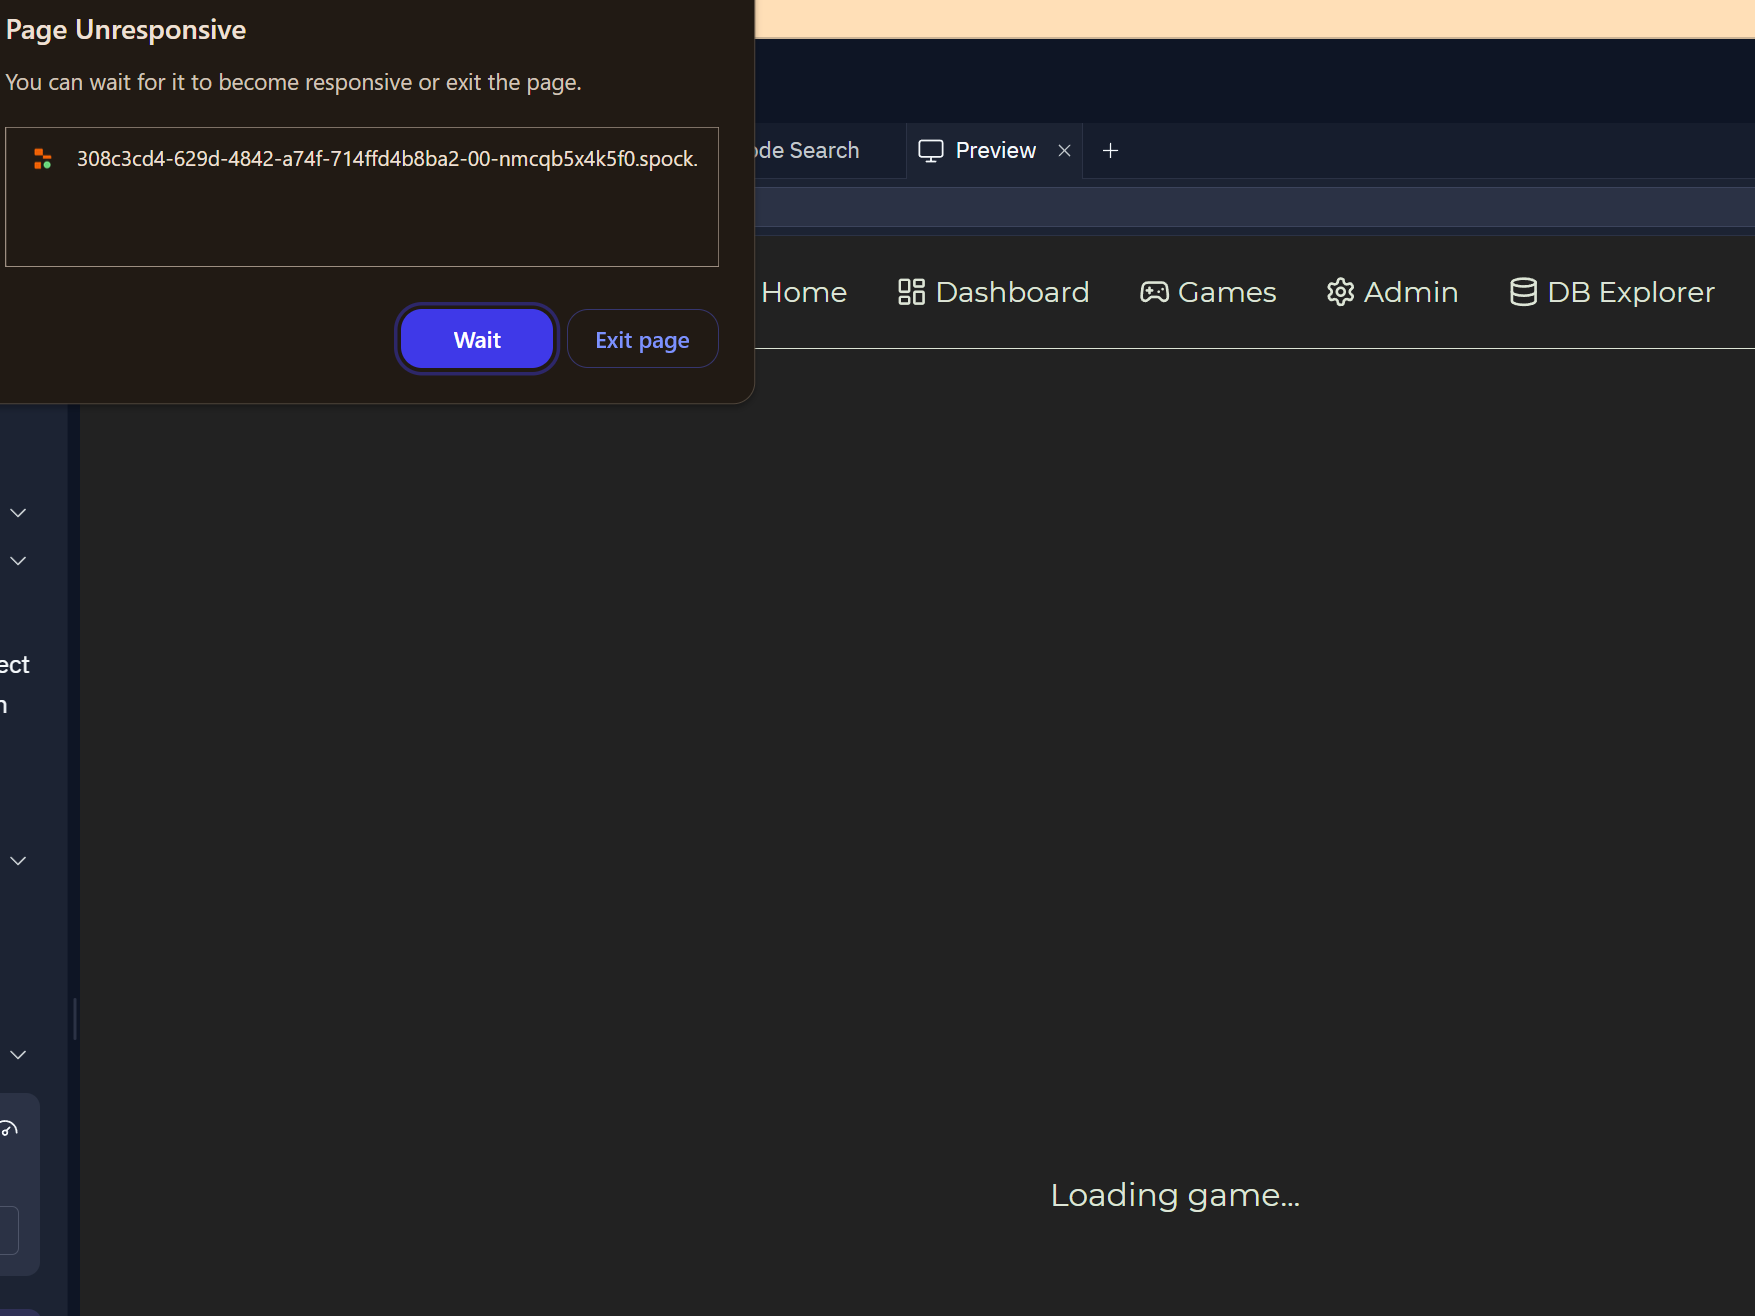 Page Unresponsive
You can wait for it to become responsive or exit the page.
308c3cd4-629d-4842-a74f-714ffd4b8ba2-00-nmcqb5x4k5f0.spock.
Wait
Exit page
ode Search
Preview
Home
Dashboard
Games
Admin
DB Explorer
ect
Loading game...